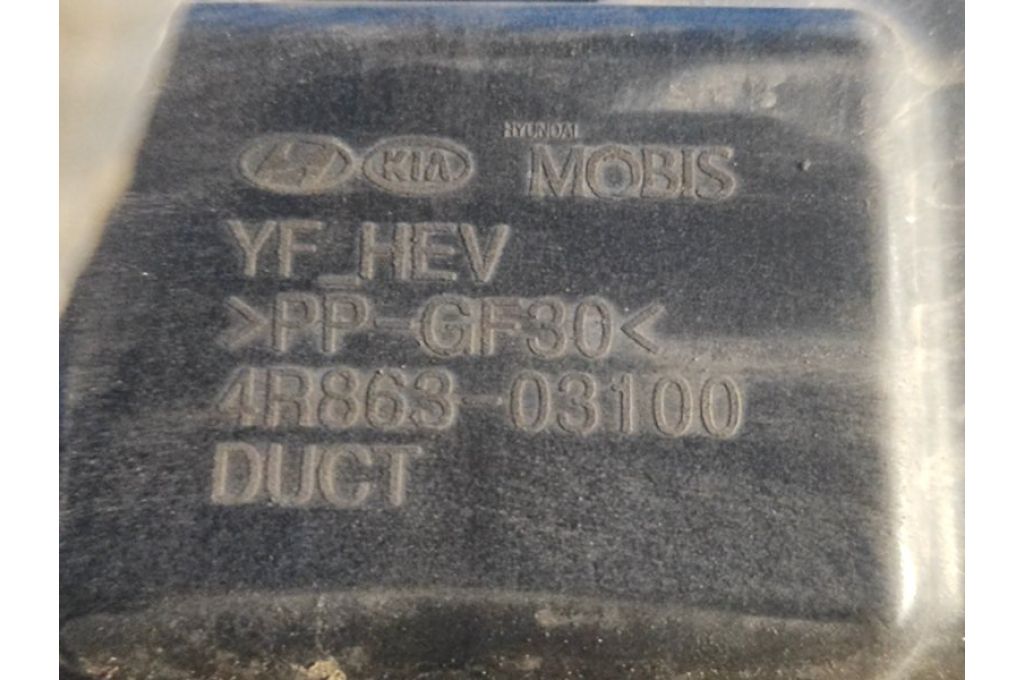 KIA HYUNDAI MOBIS
YF_HEV
>PP-GF30<
4R863-03100
DUCT